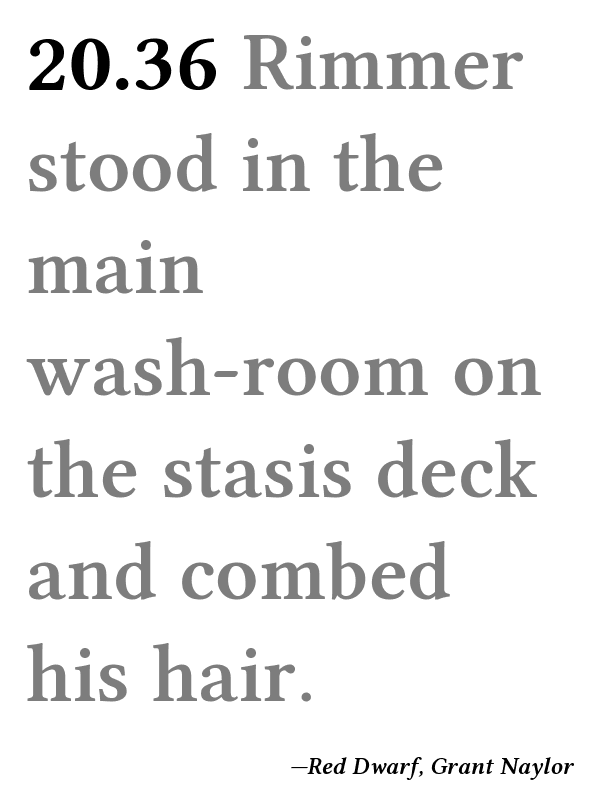 20.36 Rimmer
stood in the
main
wash-room on
the stasis deck
and combed
his hair.
—Red Dwarf, Grant Naylor